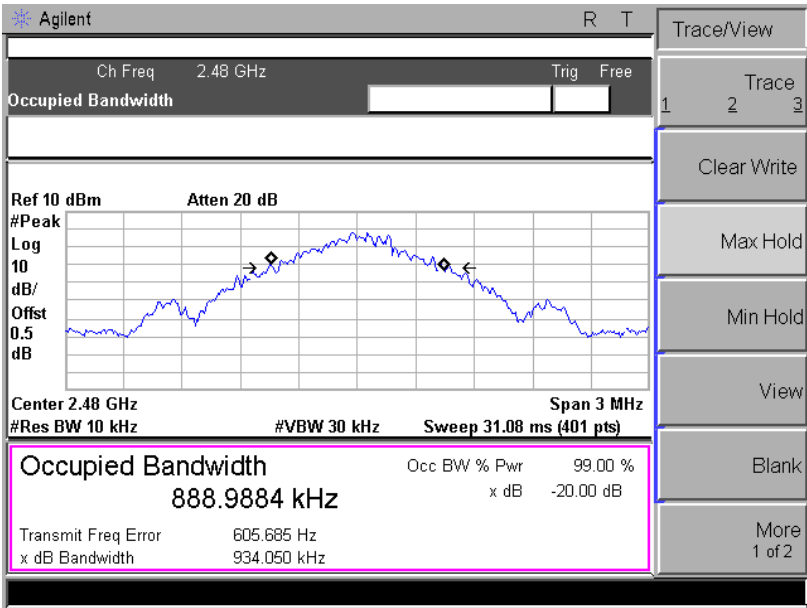 Agilent R T
Ch Freq 2.48 GHz Trig Free
Occupied Bandwidth
Ref 10 dBm Atten 20 dB
#Peak
Log
10
dB/
Offst
0.5
dB
Center 2.48 GHz Span 3 MHz
#Res BW 10 kHz #VBW 30 kHz Sweep 31.08 ms (401 pts)
Occupied Bandwidth Occ BW % Pwr 99.00 %
888.9884 kHz x dB -20.00 dB
Transmit Freq Error 605.685 Hz
x dB Bandwidth 934.050 kHz
Trace/View
Trace
1 2 3
Clear Write
Max Hold
Min Hold
View
Blank
More
1 of 2